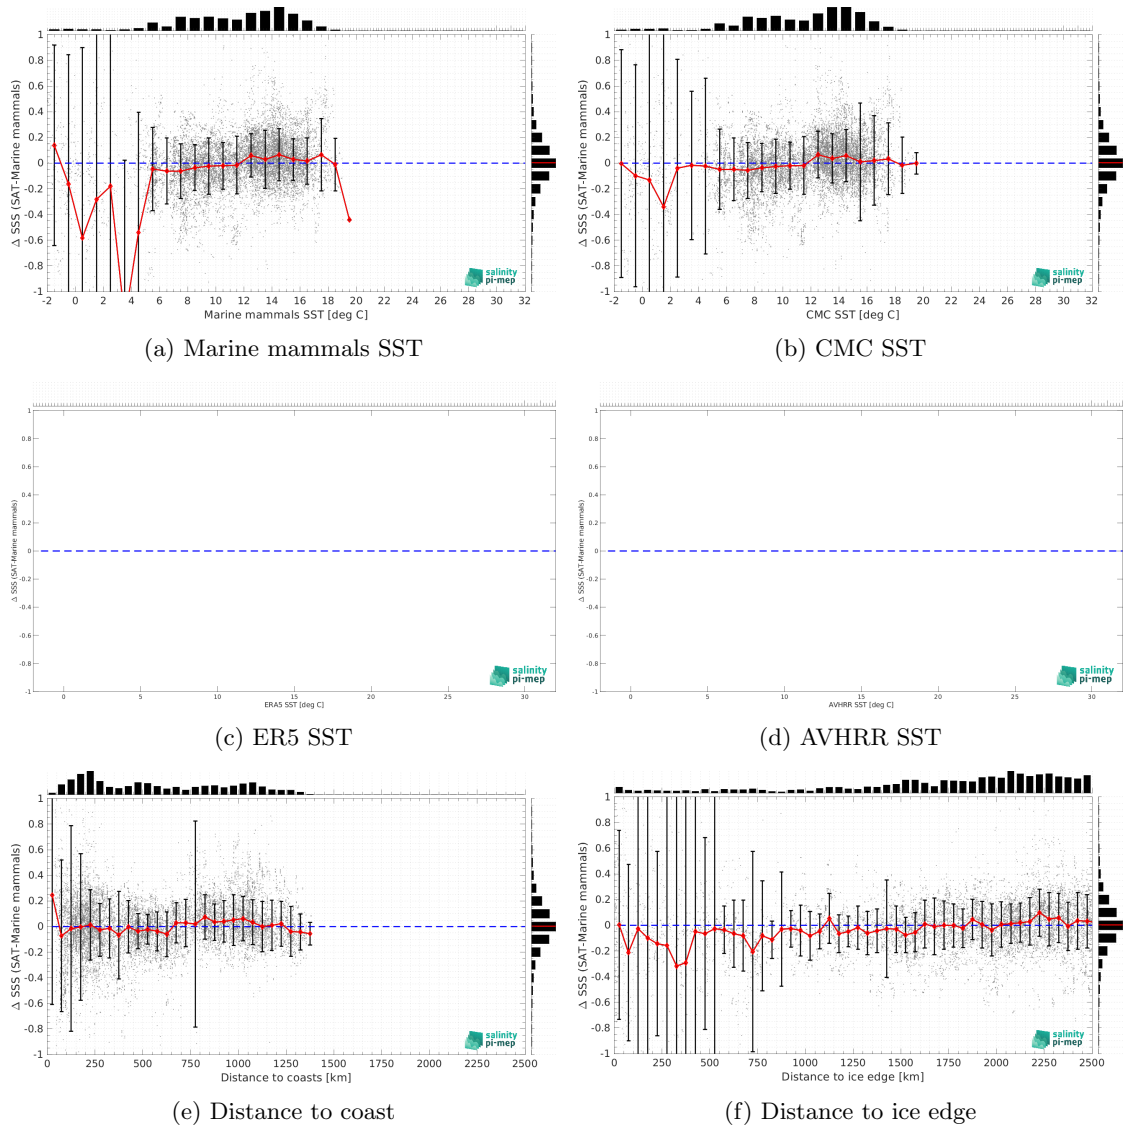 1
0.8
0.6
0.4
0.2
0
-0.2
-0.4
-0.6
-0.8
-1
Δ SSS (SAT-Marine mammals)
-2 0 2 4 6 8 10 12 14 16 18 20 22 24 26 28 30 32
Marine mammals SST [deg C]
salinity
pi-mep
(a) Marine mammals SST
1
0.8
0.6
0.4
0.2
0
-0.2
-0.4
-0.6
-0.8
-1
Δ SSS (SAT-Marine mammals)
-2 0 2 4 6 8 10 12 14 16 18 20 22 24 26 28 30 32
CMC SST [deg C]
salinity
pi-mep
(b) CMC SST
1
0.8
0.6
0.4
0.2
0
-0.2
-0.4
-0.6
-0.8
-1
Δ SSS (SAT-Marine mammals)
0 5 10 15 20 25 30
ERA5 SST [deg C]
salinity
pi-mep
(c) ER5 SST
1
0.8
0.6
0.4
0.2
0
-0.2
-0.4
-0.6
-0.8
-1
Δ SSS (SAT-Marine mammals)
0 5 10 15 20 25 30
AVHRR SST [deg C]
salinity
pi-mep
(d) AVHRR SST
1
0.8
0.6
0.4
0.2
0
-0.2
-0.4
-0.6
-0.8
-1
Δ SSS (SAT-Marine mammals)
0 250 500 750 1000 1250 1500 1750 2000 2250 2500
Distance to coasts [km]
salinity
pi-mep
(e) Distance to coast
1
0.8
0.6
0.4
0.2
0
-0.2
-0.4
-0.6
-0.8
-1
Δ SSS (SAT-Marine mammals)
0 250 500 750 1000 1250 1500 1750 2000 2250 2500
Distance to ice edge [km]
salinity
pi-mep
(f) Distance to ice edge